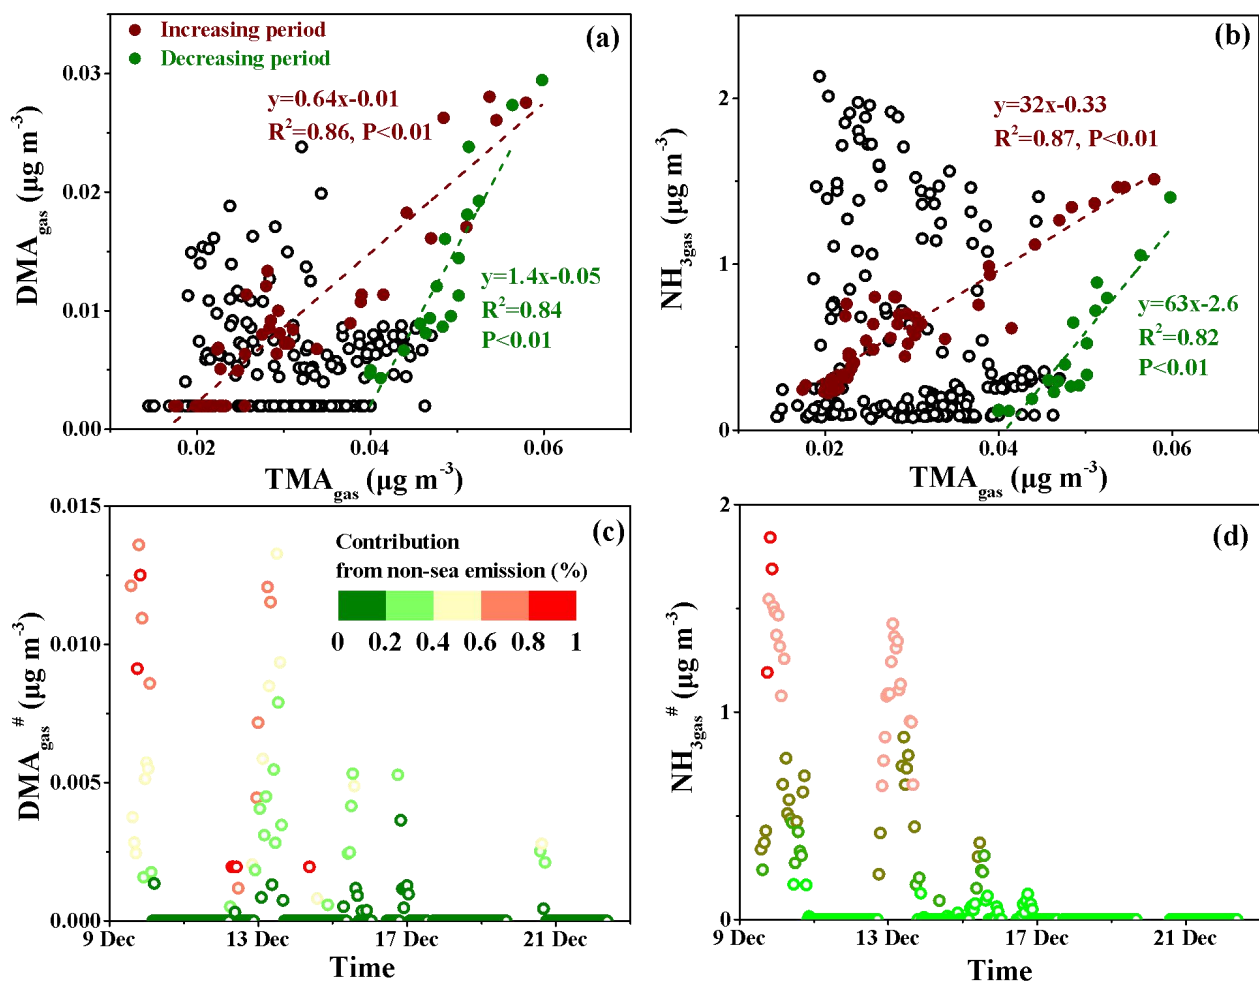 Increasing period
Decreasing period
(a)
y=0.64x-0.01
R²=0.86, P<0.01
y=1.4x-0.05
R²=0.84
P<0.01
0.03
0.02
0.01
0.00
0.02
0.04
0.06
DMAgas (μg m-3)
TMAgas (μg m-3)
(b)
y=32x-0.33
R²=0.87, P<0.01
y=63x-2.6
R²=0.82
P<0.01
2
1
0
0.02
0.04
0.06
NH3gas (μg m-3)
TMAgas (μg m-3)
(c)
Contribution
from non-sea emission (%)
0 0.2 0.4 0.6 0.8 1
0.015
0.010
0.005
0.000
9 Dec
13 Dec
17 Dec
21 Dec
DMAgas# (μg m-3)
Time
(d)
2
1
0
9 Dec
13 Dec
17 Dec
21 Dec
NH3gas# (μg m-3)
Time